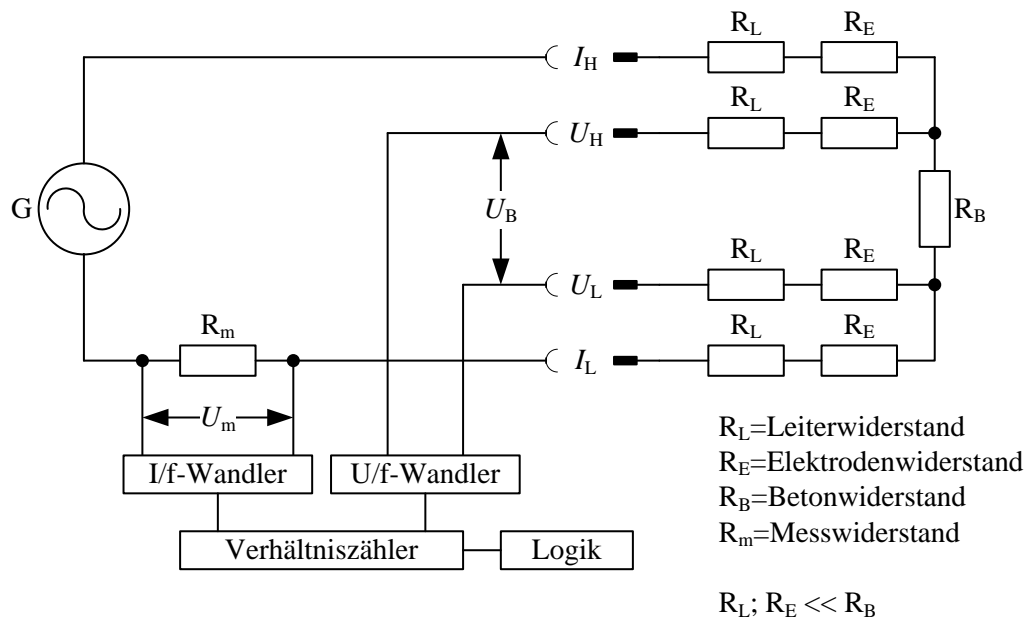 R_L R_E
I_H
R_L R_E
U_H
G
U_B
R_B
R_L R_E
U_L
R_m
R_L R_E
I_L
U_m
I/f-Wandler
U/f-Wandler
Verhältniszähler
Logik
R_L=Leiterwiderstand
R_E=Elektrodenwiderstand
R_B=Betonwiderstand
R_m=Messwiderstand
R_L; R_E << R_B